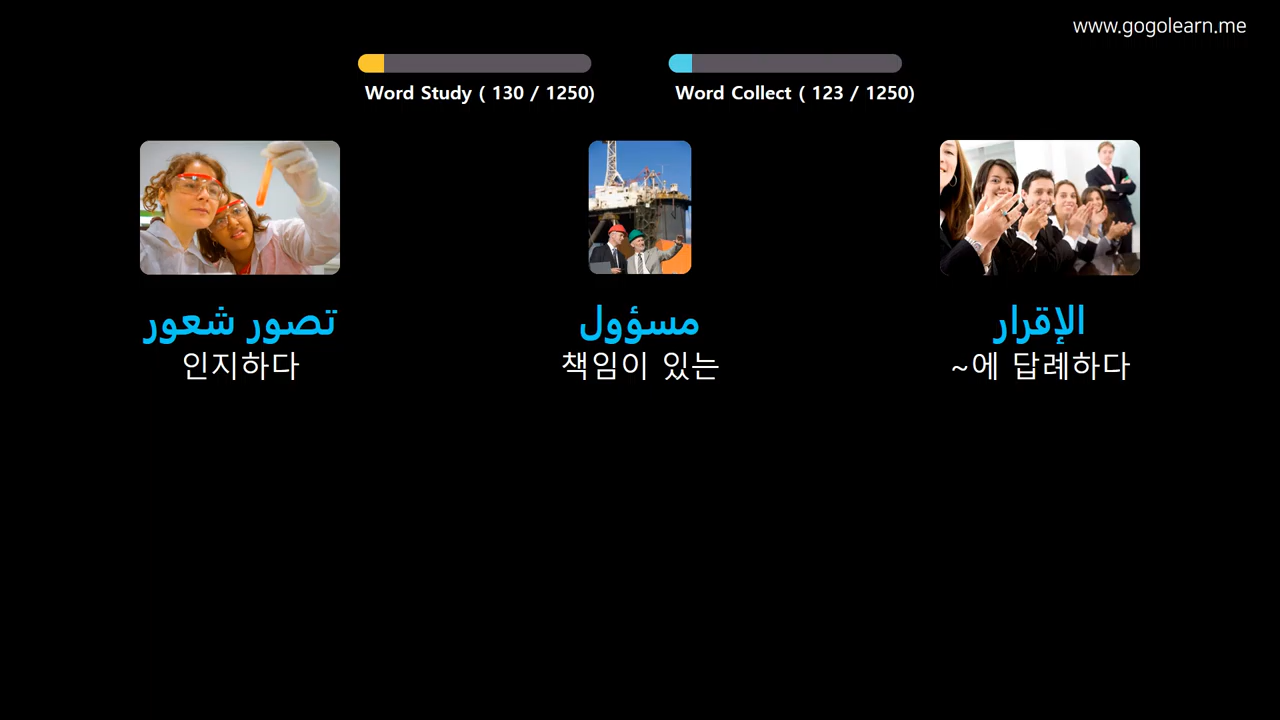 www.gogolearn.me
Word Study ( 130 / 1250)
Word Collect ( 123 / 1250)
تصور شعور
인지하다
مسؤول
책임이 있는
الإقرار
~에 답례하다